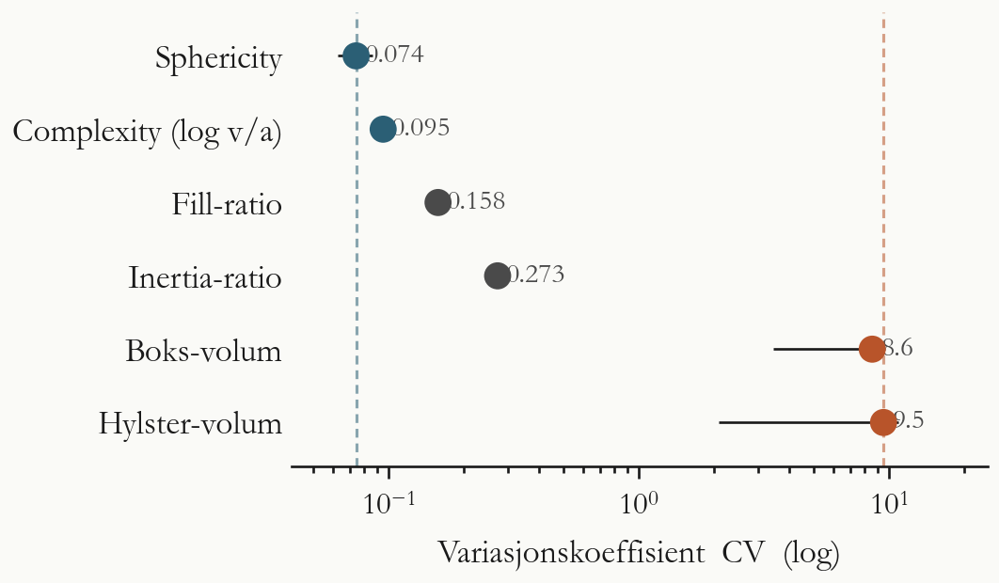 Sphericity 0.074
Complexity (log v/a) 0.095
Fill-ratio 0.158
Inertia-ratio 0.273
Boks-volum 8.6
Hylster-volum 9.5
10⁻¹ 10⁰ 10¹
Variasjonskoeffisient CV (log)